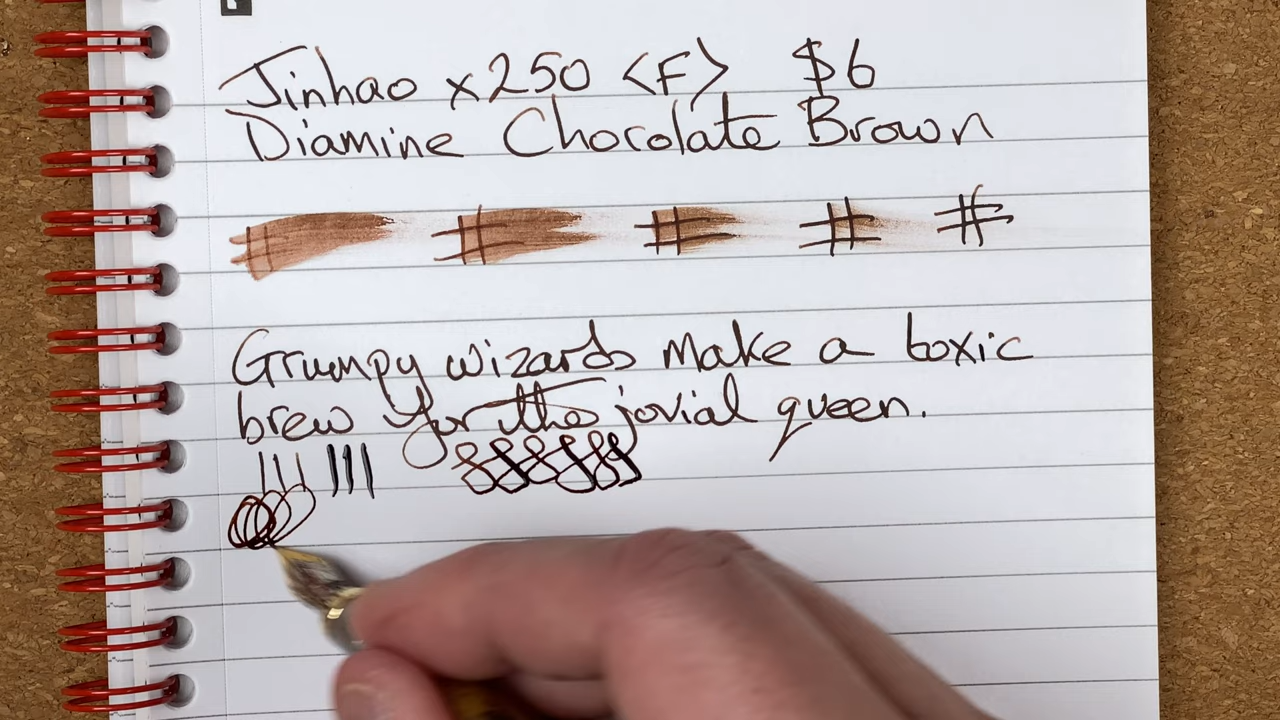 Jinhao x250 <F> $6
Diamine Chocolate Brown
# # # # #
Grumpy wizards make a toxic
brew for the jovial queen.